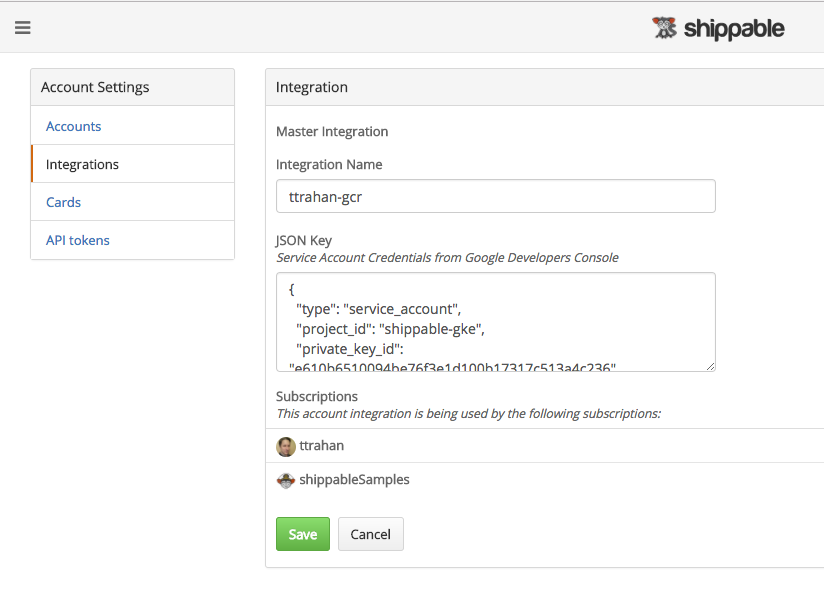 shippable
Account Settings
Accounts
Integrations
Cards
API tokens
Integration
Master Integration
Integration Name
ttrahan-gcr
JSON Key
Service Account Credentials from Google Developers Console
{
"type": "service_account",
"project_id": "shippable-gke",
"private_key_id":
"e610b6510094be76f3e1d100b17317c513a4c236"
Subscriptions
This account integration is being used by the following subscriptions:
ttrahan
shippableSamples
Save
Cancel